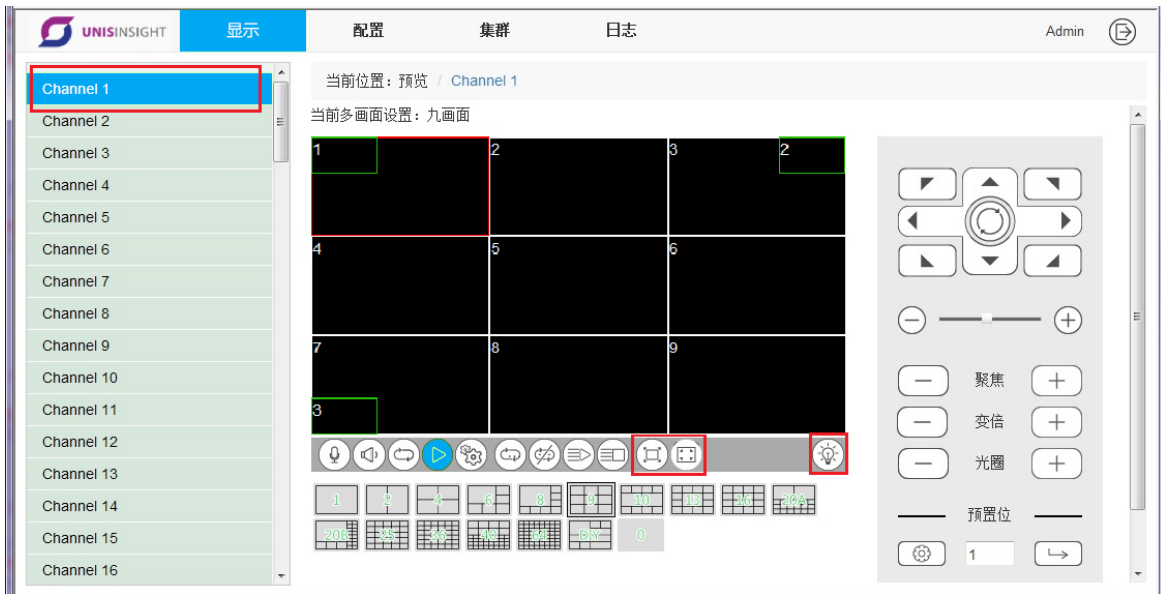 UNISINSIGHT 显示 配置 集群 日志 Admin
Channel 1
Channel 2
Channel 3
Channel 4
Channel 5
Channel 6
Channel 7
Channel 8
Channel 9
Channel 10
Channel 11
Channel 12
Channel 13
Channel 14
Channel 15
Channel 16
当前位置：预览 / Channel 1
当前多画面设置：九画面
1 2 3 2
4 5 6
7 8 9
3
1 2 4 6 8 9 10 13 16 20A
20B 25 36 40 64 DIY 0
聚焦
变倍
光圈
预置位
1